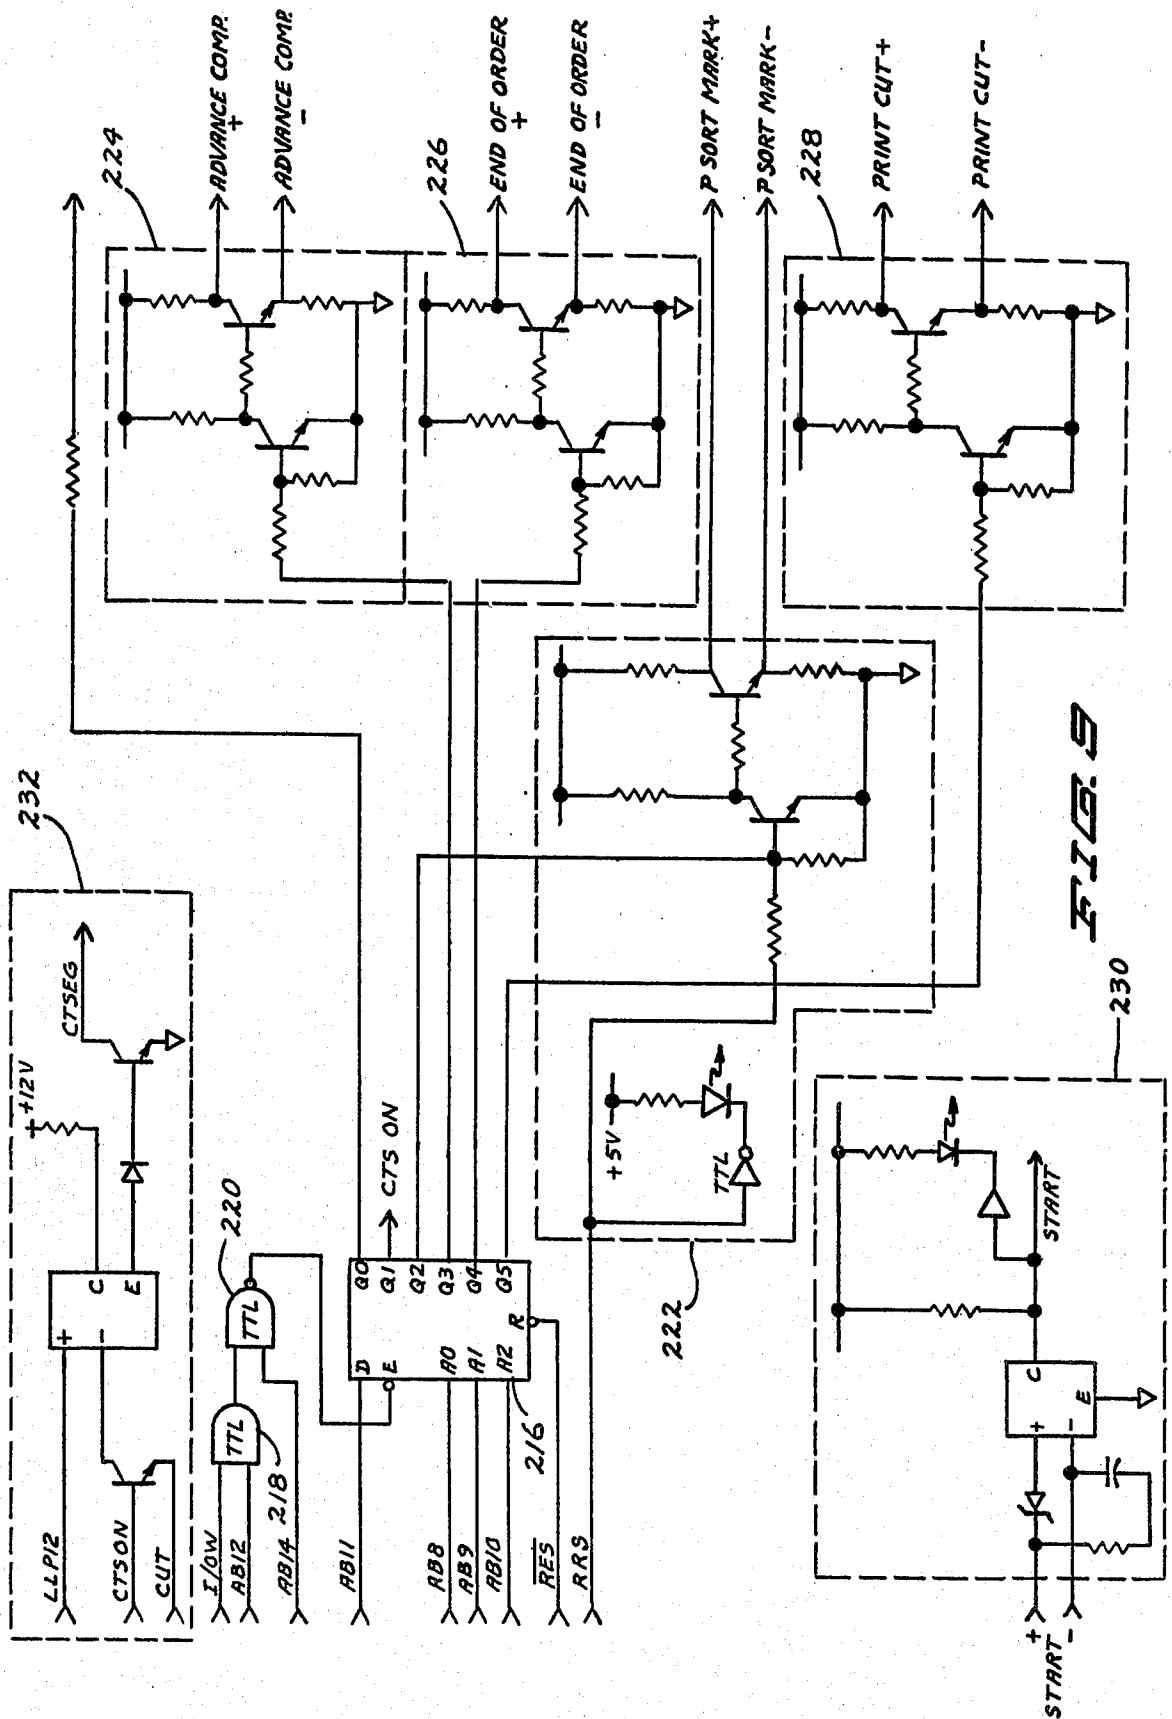 232
+12V
CTSEG
LLP12
+
-
C
E
CTSON
CUT
I/OW
AB12
AB14
TTL
218
TTL
220
AB11
AB8
AB9
AB10
RES
RRS
D
E
A0
A1
A2
R
Q0
Q1
Q2
Q3
Q4
Q5
216
CTS ON
222
+5V
TTL
224
ADVANCE COMP.
+
ADVANCE COMP.
-
226
END OF ORDER
+
END OF ORDER
-
P SORT MARK+
P SORT MARK-
228
PRINT CUT+
PRINT CUT-
230
START
+
-
+
-
C
E
START
FIG. 9